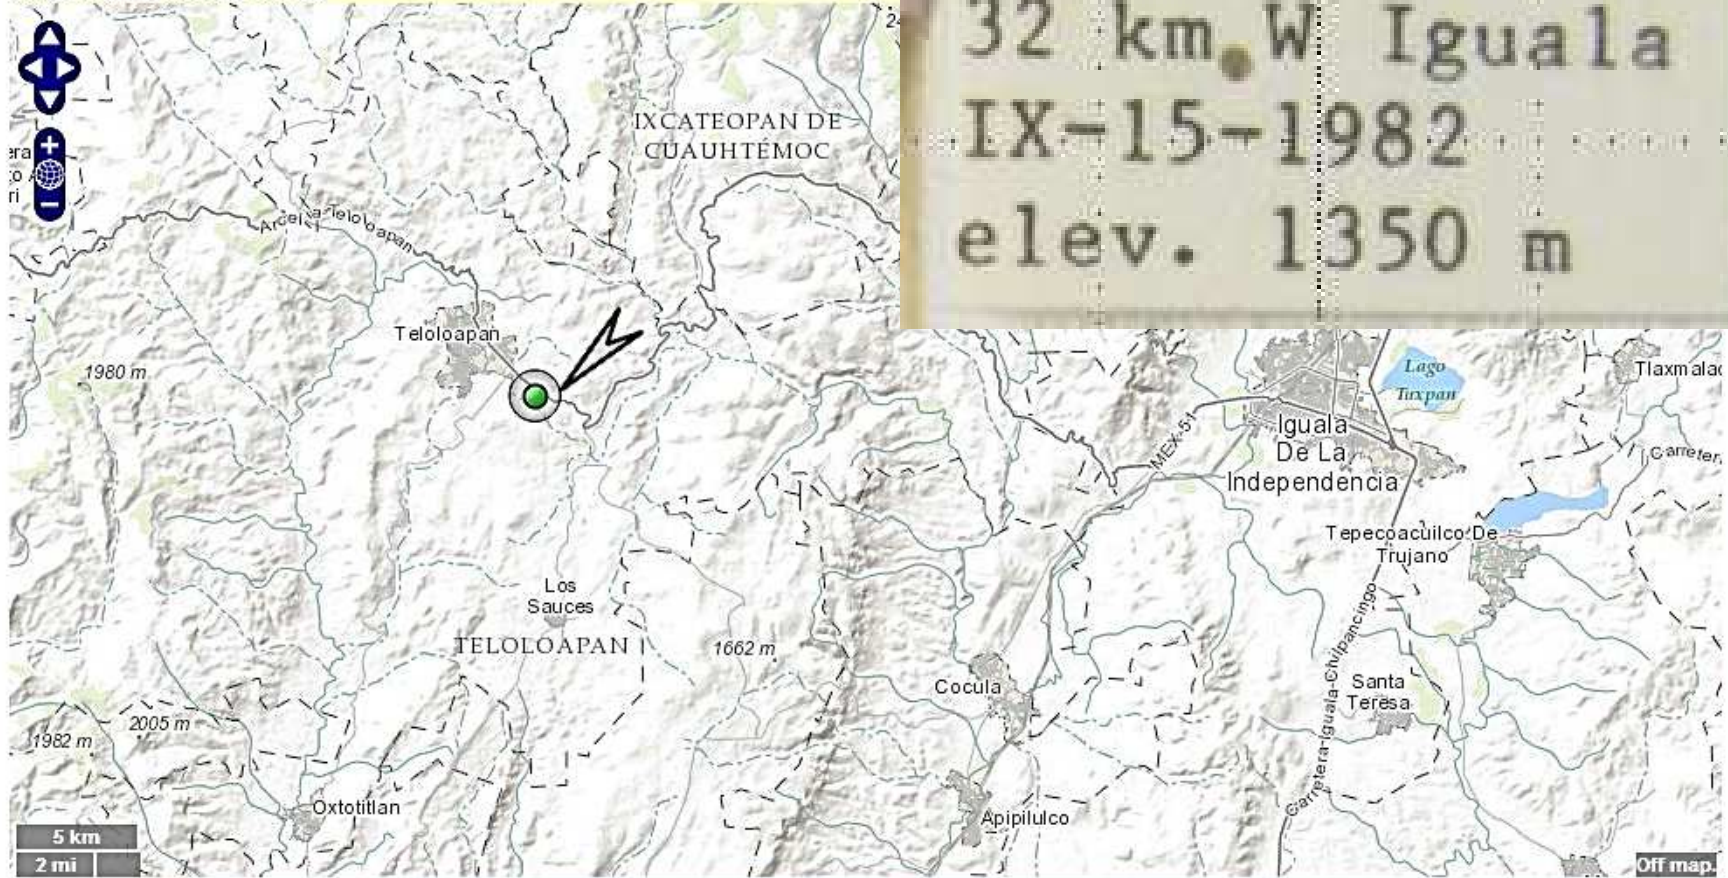 32 km. W Iguala
IX-15-1982
elev. 1350 m
IXCATEOPAN DE
CUAUHTÉMOC
Arcelia-Teloloapan
Teloloapan
1980 m
Lago
Tuxpan
MEX-51
Iguala
De La
Independencia
Tepecoacuilco De
Trujano
Los
Sauces
TELOLOAPAN
1662 m
Cocula
Santa
Teresa
Carretera Iguala-Chilpancingo
2005 m
1982 m
Oxtotitlan
Apipilulco
5 km
2 mi
Off map.